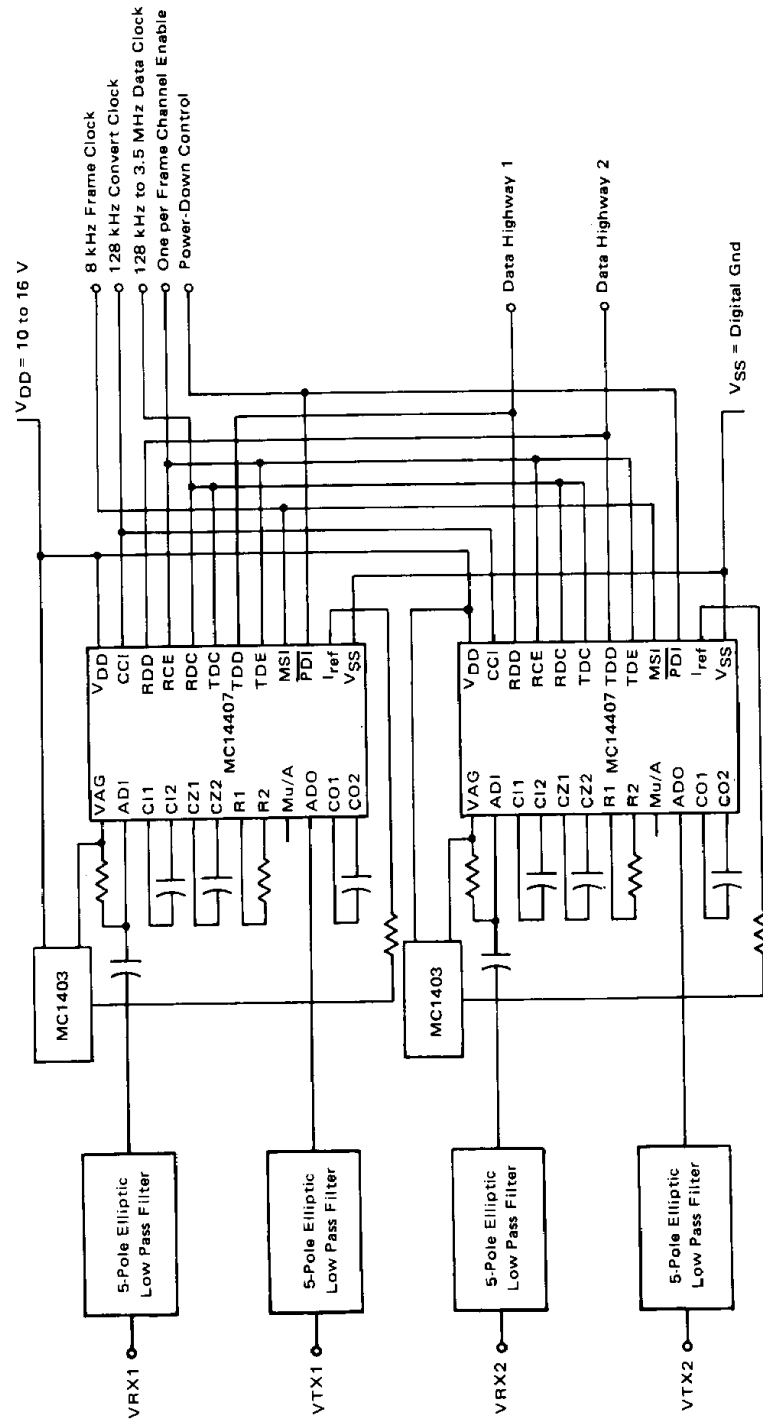 VDD = 10 to 16 V
8 kHz Frame Clock
128 kHz Convert Clock
128 kHz to 3.5 MHz Data Clock
One per Frame Channel Enable
Power-Down Control
Data Highway 1
Data Highway 2
VSS = Digital Gnd
MC1403
VAG
ADI
CI1
CI2
CZ1
CZ2
R1
R2
Mu/A
ADO
CO1
CO2
MC14407
VDD
CCI
RDD
RCE
RDC
TDC
TDD
TDE
MSI
PDI
Iref
VSS
MC1403
VAG
ADI
CI1
CI2
CZ1
CZ2
R1
R2
Mu/A
ADO
CO1
CO2
MC14407
VDD
CCI
RDD
RCE
RDC
TDC
TDD
TDE
MSI
PDI
Iref
VSS
5-Pole Elliptic
Low Pass Filter
5-Pole Elliptic
Low Pass Filter
5-Pole Elliptic
Low Pass Filter
5-Pole Elliptic
Low Pass Filter
VRX1
VTX1
VRX2
VTX2